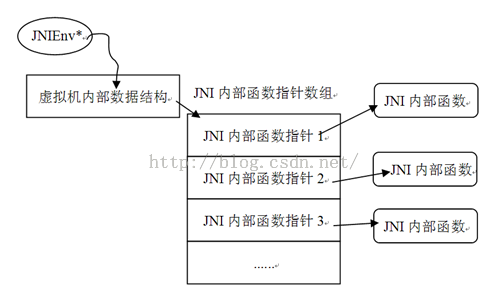 JNIEnv*
虚拟机内部数据结构
JNI 内部函数指针数组
JNI 内部函数指针 1
JNI 内部函数
http://blog.csdn.net/
JNI 内部函数指针 2
JNI 内部函数
JNI 内部函数指针 3
JNI 内部函数
......